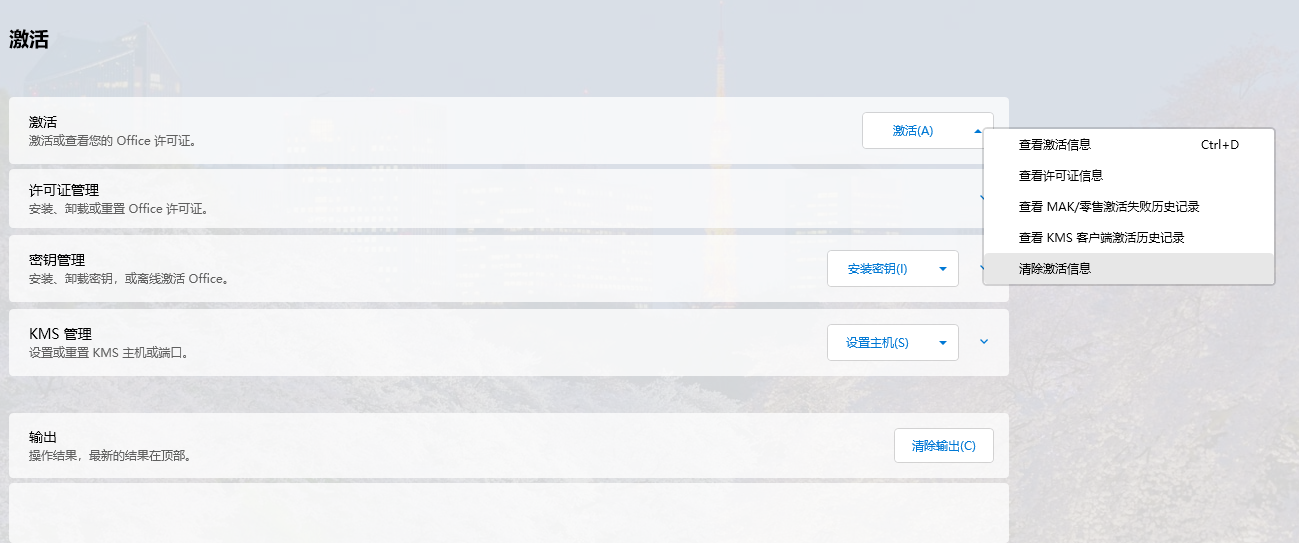 激活
激活
激活或查看您的 Office 许可证。
激活(A)
查看激活信息 Ctrl+D
查看许可证信息
查看 MAK/零售激活失败历史记录
查看 KMS 客户端激活历史记录
清除激活信息
许可证管理
安装、卸载或重置 Office 许可证。
密钥管理
安装、卸载密钥，或离线激活 Office。
安装密钥(I)
KMS 管理
设置或重置 KMS 主机或端口。
设置主机(S)
输出
操作结果，最新的结果在顶部。
清除输出(C)